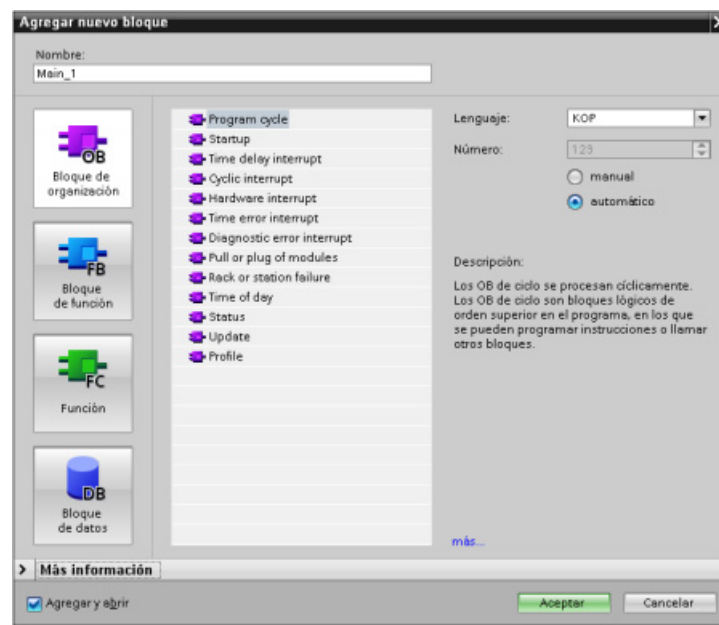 Agregar nuevo bloque
Nombre:
Main_1
OB
Bloque de
organización
FB
Bloque
de función
FC
Función
DB
Bloque
de datos
Program cycle
Startup
Time delay interrupt
Cyclic interrupt
Hardware interrupt
Time error interrupt
Diagnostic error interrupt
Pull or plug of modules
Rack or station failure
Time of day
Status
Update
Profile
Lenguaje:
KOP
Número:
123
manual
automático
Descripción:
Los OB de ciclo se procesan cíclicamente.
Los OB de ciclo son bloques lógicos de
orden superior en el programa, en los que
se pueden programar instrucciones o llamar
otros bloques.
más...
Más información
Agregar y abrir
Aceptar
Cancelar